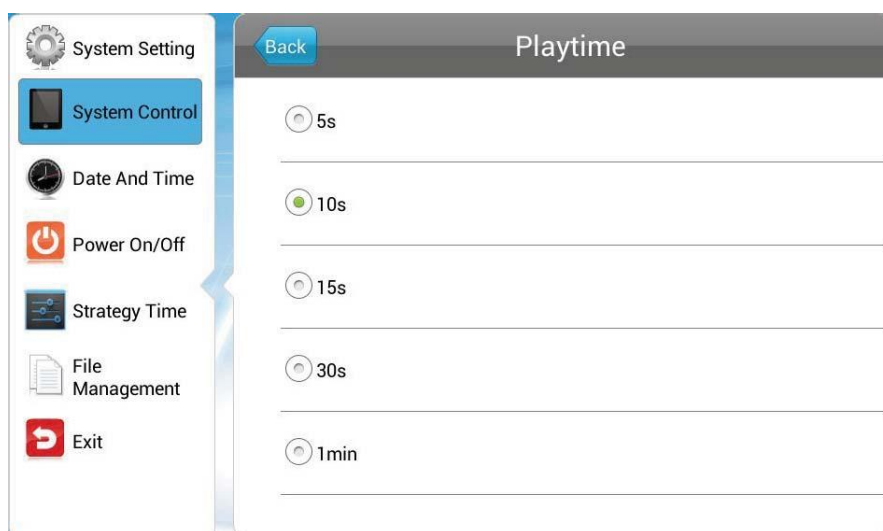 System Setting
System Control
Date And Time
Power On/Off
Strategy Time
File
Management
Exit
Back
Playtime
5s
10s
15s
30s
1min